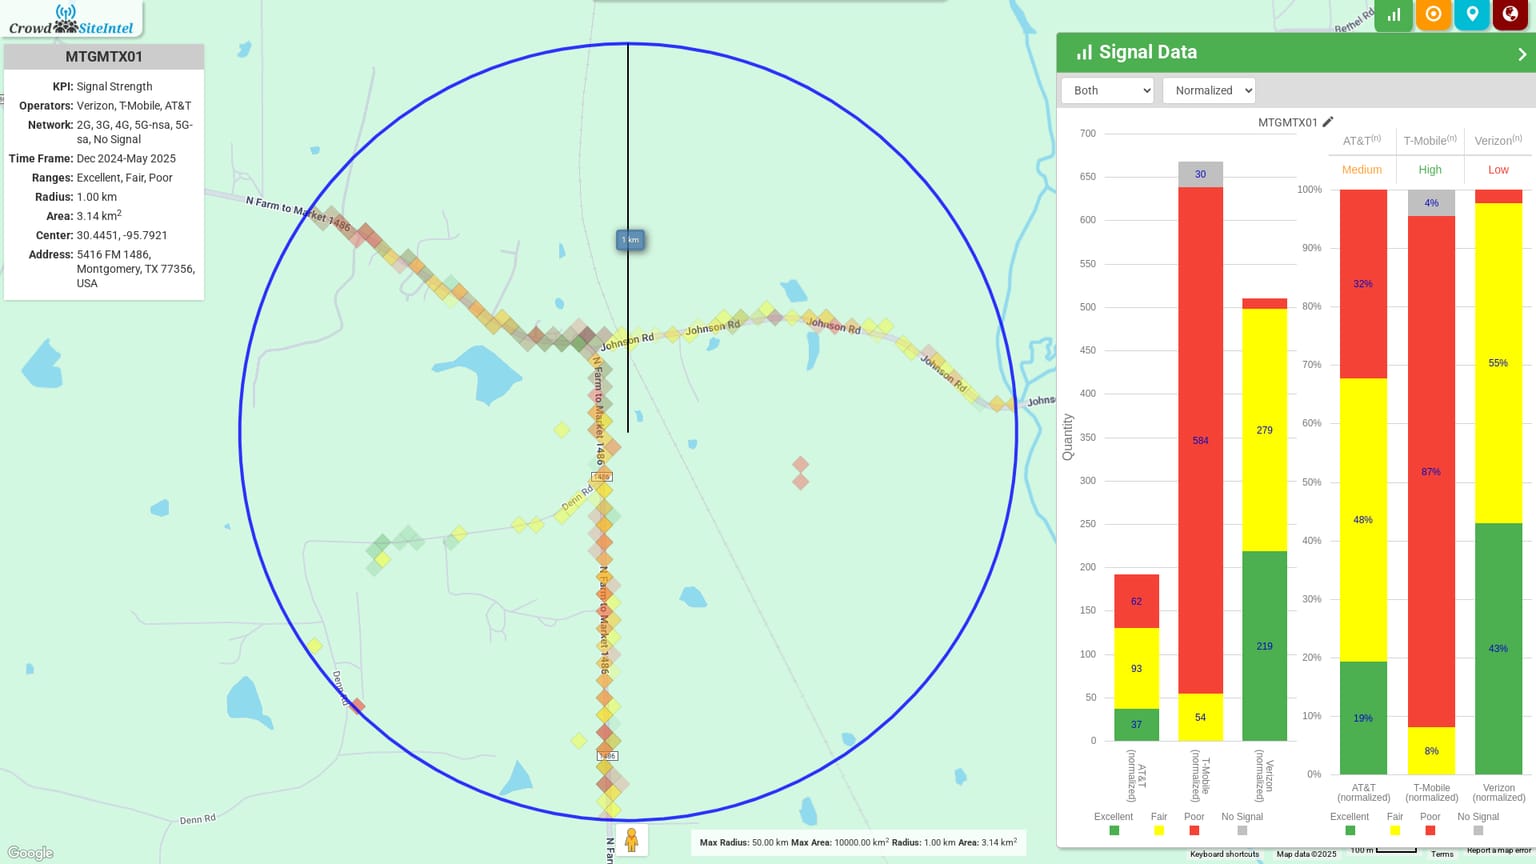 Crowd SiteIntel
MTGMTX01
KPI: Signal Strength
Operators: Verizon, T-Mobile, AT&T
Network: 2G, 3G, 4G, 5G-nsa, 5G-
sa, No Signal
Time Frame: Dec 2024-May 2025
Ranges: Excellent, Fair, Poor
Radius: 1.00 km
Area: 3.14 km²
Center: 30.4451, -95.7921
Address: 5416 FM 1486,
Montgomery, TX 77356,
USA
Bethel Rd
N Farm to Market 1486
1 km
Johnson Rd
Johnson Rd
Johnson Rd
Johnson Rd
Johns
N Farm to Market 1486
1486
Denn Rd
N Farm to Market 1486
Denn Rd
1486
Denn Rd
N Fan
Google
Max Radius: 50.00 km Max Area: 10000.00 km² Radius: 1.00 km Area: 3.14 km²
Signal Data
Both
Normalized
MTGMTX01
AT&T(n)
T-Mobile(n)
Verizon(n)
Medium
High
Low
Quantity
700
650
600
550
500
450
400
350
300
250
200
150
100
50
0
62
93
37
30
584
54
279
219
AT&T
(normalized)
T-Mobile
(normalized)
Verizon
(normalized)
Excellent
Fair
Poor
No Signal
100%
90%
80%
70%
60%
50%
40%
30%
20%
10%
0%
32%
48%
19%
4%
87%
8%
55%
43%
AT&T
(normalized)
T-Mobile
(normalized)
Verizon
(normalized)
Excellent
Fair
Poor
No Signal
Keyboard shortcuts
Map data ©2025
100 m
Terms
Report a map error